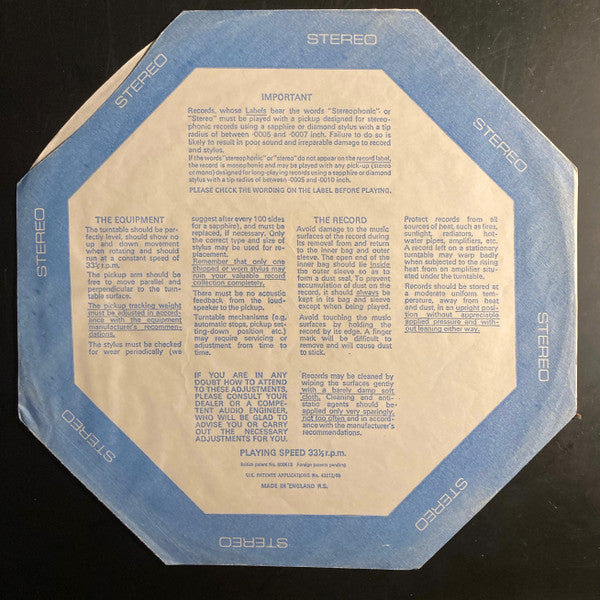 STEREO
STEREO
STEREO
STEREO
STEREO
STEREO
STEREO
STEREO
IMPORTANT
Records, whose Labels bear the words "Stereophonic" or
"Stereo" must be played with a pickup designed for stereo-
phonic records using a sapphire or diamond stylus with a tip
radius of between ·0005 and ·0007 inch. Failure to do so is
likely to result in poor sound and irreparable damage to record
and stylus.
If the words "stereophonic" or "stereo" do not appear on the record label,
the record is monophonic and may be played with any pick-up (stereo
or mono) designed for long-playing records using a sapphire or diamond
stylus with a tip radius of between ·0005 and ·0010 inch.
PLEASE CHECK THE WORDING ON THE LABEL BEFORE PLAYING.
THE EQUIPMENT
The turntable should be per-
fectly level, should show no
up and down movement
when rotating and should
run at a constant speed of
33⅓ r.p.m.
The pickup arm should be
free to move parallel and
perpendicular to the turn-
table surface.
The pickup tracking weight
must be adjusted in accord-
ance with the equipment
manufacturer's recommen-
dations.
The stylus must be checked
for wear periodically (we
suggest after every 100 sides
for a sapphire), and must be
replaced, if necessary. Only
the correct type and size of
stylus may be used for re-
placement.
Remember that only one
chipped or worn stylus may
ruin your valuable record
collection completely.
There must be no acoustic
feedback from the loud-
speaker to the pickup.
Turntable mechanisms (e.g.
automatic stops, pickup set-
ting-down position etc.)
may require servicing or
adjustment from time to
time.
IF YOU ARE IN ANY
DOUBT HOW TO ATTEND
TO THESE ADJUSTMENTS,
PLEASE CONSULT YOUR
DEALER OR A COMPE-
TENT AUDIO ENGINEER,
WHO WILL BE GLAD TO
ADVISE YOU OR CARRY
OUT THE NECESSARY
ADJUSTMENTS FOR YOU.
THE RECORD
Avoid damage to the music
surfaces of the record during
its removal from and return
to the inner bag and outer
sleeve. The open end of the
inner bag should lie inside
the outer sleeve so as to
form a dust seal. To prevent
accumulation of dust on the
record, it should always be
kept in its bag and sleeve
except when being played.
Avoid touching the music
surfaces by holding the
record by its edge. A finger
mark will be difficult to
remove and will cause dust
to stick.
Records may be cleaned by
wiping the surfaces gently
with a barely damp soft
cloth. Cleaning and anti-
static agents should be
applied only very sparingly,
not too often and in accord-
ance with the manufacturer's
recommendations.
Protect records from all
sources of heat, such as fires,
sunlight, radiators, hot-
water pipes, amplifiers, etc.
A record left on a stationary
turntable may warp badly
when subjected to the rising
heat from an amplifier situ-
ated under the turntable.
Records should be stored at
a moderate uniform tem-
perature, away from heat
and dust, in an upright posi-
tion without appreciable
applied pressure and with-
out leaning either way.
PLAYING SPEED 33⅓ r.p.m.
British patent No. Foreign patents pending
U.K. PATENTS APPLICATIONS No.
MADE IN ENGLAND R.S.